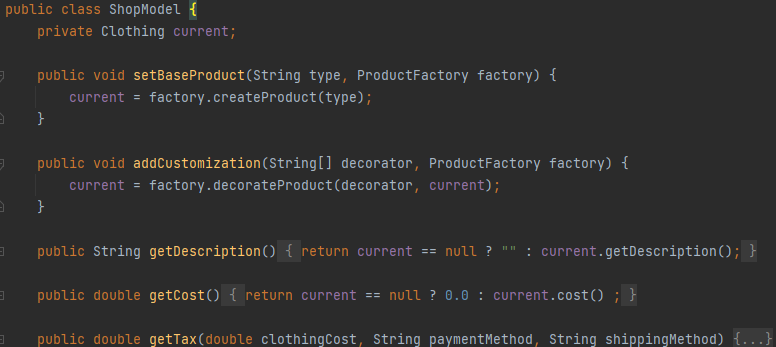 public class ShopModel {
private Clothing current;
public void setBaseProduct(String type, ProductFactory factory) {
current = factory.createProduct(type);
}
public void addCustomization(String[] decorator, ProductFactory factory) {
current = factory.decorateProduct(decorator, current);
}
public String getDescription() { return current == null ? "" : current.getDescription(); }
public double getCost() { return current == null ? 0.0 : current.cost() ; }
public double getTax(double clothingCost, String paymentMethod, String shippingMethod) {...}